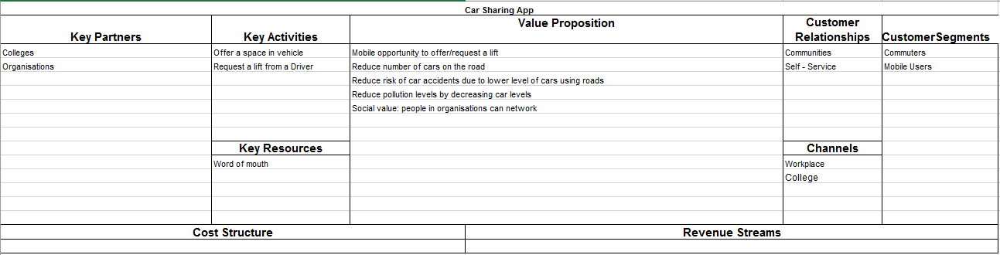 Car Sharing App
Key Partners
Colleges
Organisations
Key Activities
Offer a space in vehicle
Request a lift from a Driver
Key Resources
Word of mouth
Value Proposition
Mobile opportunity to offer/request a lift
Reduce number of cars on the road
Reduce risk of car accidents due to lower level of cars using roads
Reduce pollution levels by decreasing car levels
Social value: people in organisations can network
Customer
Relationships
Communities
Self - Service
Channels
Workplace
College
CustomerSegments
Commuters
Mobile Users
Cost Structure
Revenue Streams